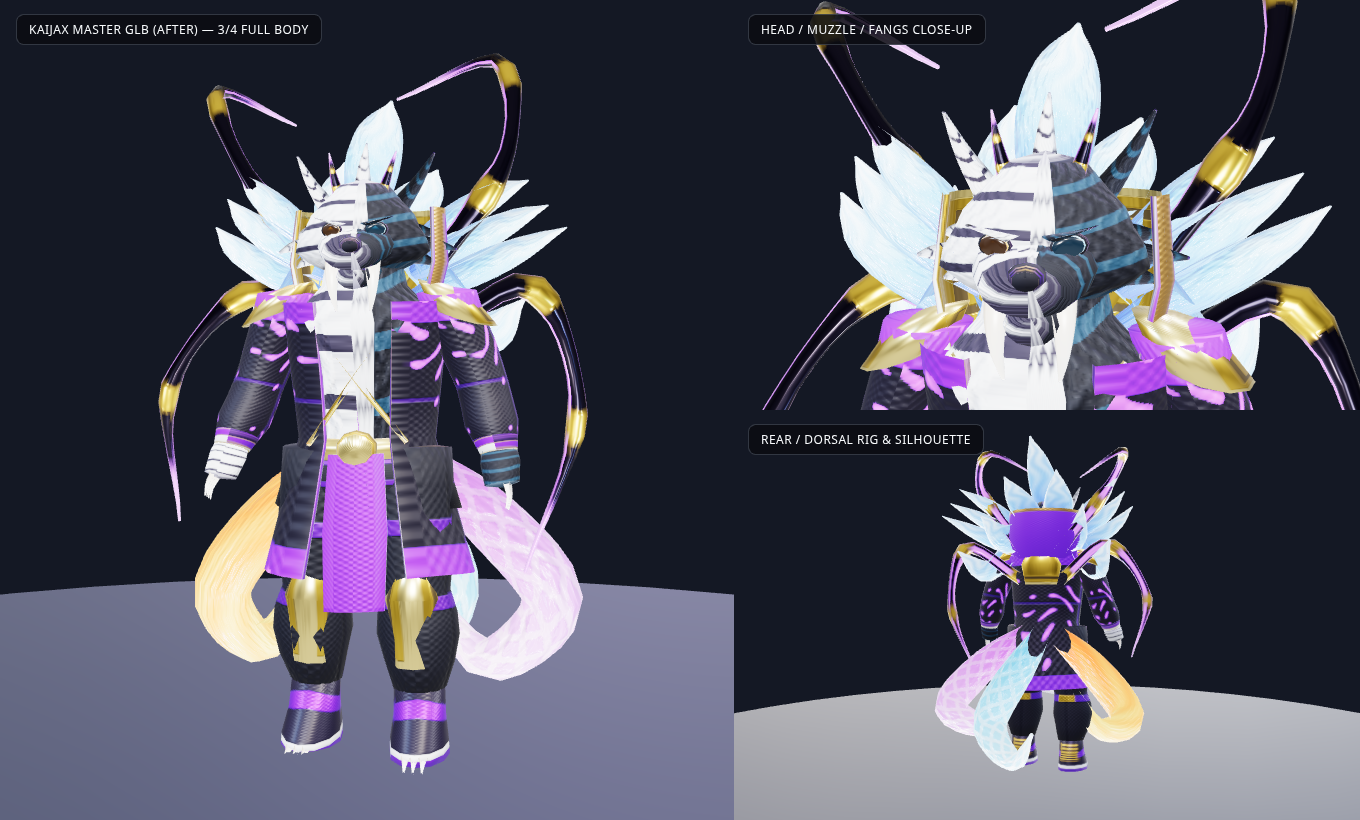 KAIJAX MASTER GLB (AFTER) — 3/4 FULL BODY
HEAD / MUZZLE / FANGS CLOSE-UP
REAR / DORSAL RIG & SILHOUETTE